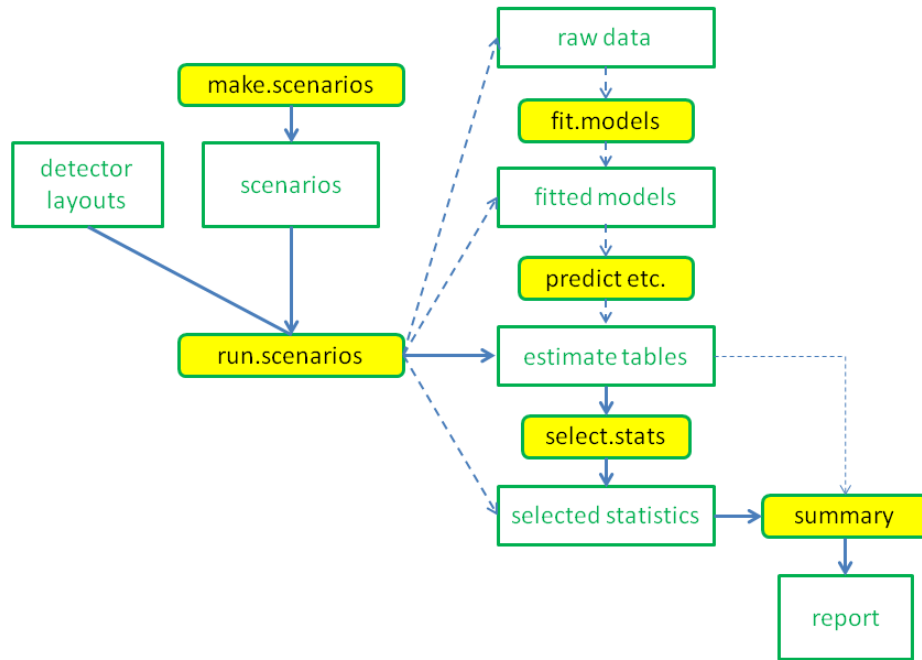 raw data
make.scenarios
fit.models
detector
layouts
scenarios
fitted models
predict etc.
run.scenarios
estimate tables
select.stats
selected statistics
summary
report